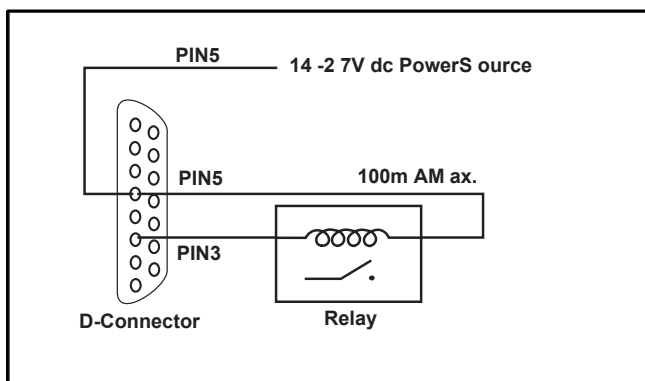 PIN5
14 -2 7V dc PowerS ource
PIN5
100m AM ax.
PIN3
D-Connector
Relay